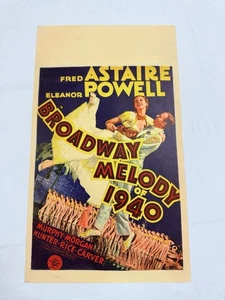 FRED ASTAIRE
ELEANOR POWELL
BROADWAY
MELODY
OF
1940
MURPHY·MORGAN
HUNTER·RICE·CARVER